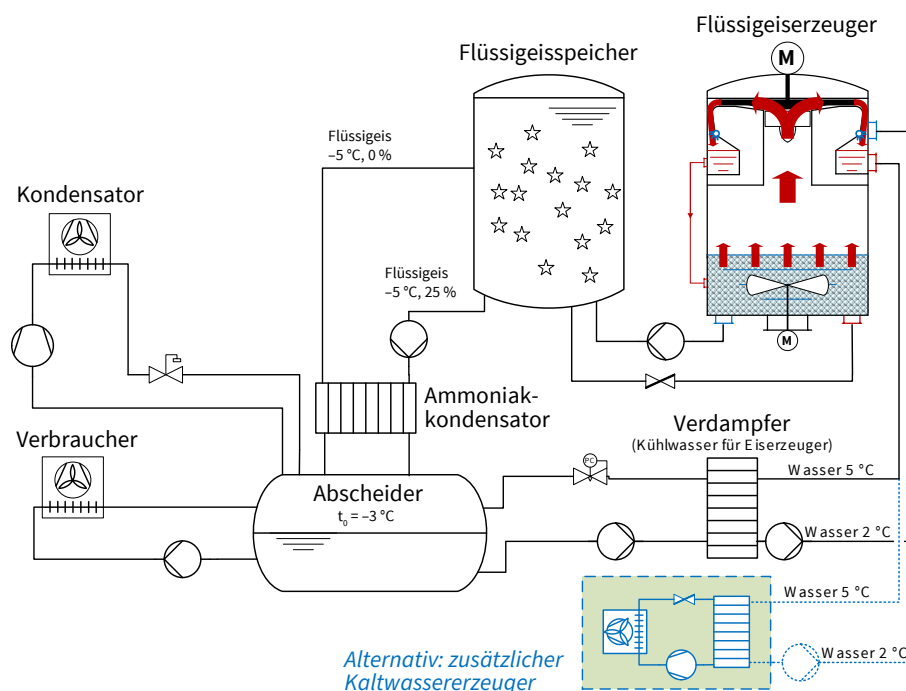 Flüssigeiserzeuger
M
Flüssigeisspeicher
Flüssigeis
–5 °C, 0 %
Kondensator
Flüssigeis
–5 °C, 25 %
M
Ammoniak-
kondensator
Verdampfer
(Kühlwasser für Eiserzeuger)
Verbraucher
PC
Wasser 5 °C
Abscheider
t₀ = –3 °C
Wasser 2 °C
Wasser 5 °C
Alternativ: zusätzlicher
Kaltwassererzeuger
Wasser 2 °C